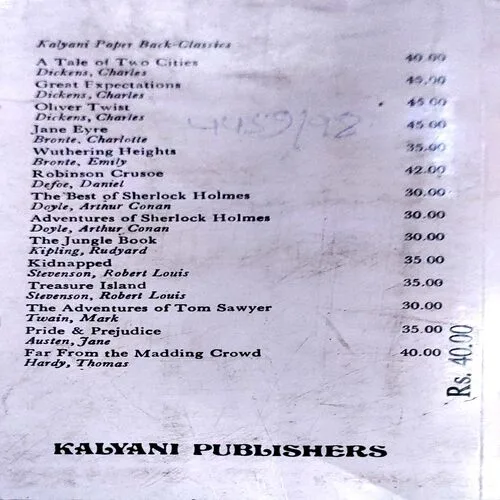 Kalyani Paper Back-Classics
A Tale of Two Cities 40.00
Dickens, Charles
Great Expectations 45.00
Dickens, Charles
Oliver Twist 45 00
Dickens, Charles
Jane Eyre 45 00
Bronte, Charlotte
4459/98
Wuthering Heights 35.00
Bronte, Emily
Robinson Crusoe 42.00
Defoe, Daniel
The Best of Sherlock Holmes 30.00
Doyle, Arthur Conan
Adventures of Sherlock Holmes 30.00
Doyle, Arthur Conan
The Jungle Book 30.00
Kipling, Rudyard
Kidnapped 35 00
Stevenson, Robert Louis
Treasure Island 35.00
Stevenson, Robert Louis
The Adventures of Tom Sawyer 30.00
Twain, Mark
Pride & Prejudice 35.00
Austen, Jane
Far From the Madding Crowd 40.00
Hardy, Thomas
Rs. 40.00
KALYANI PUBLISHERS